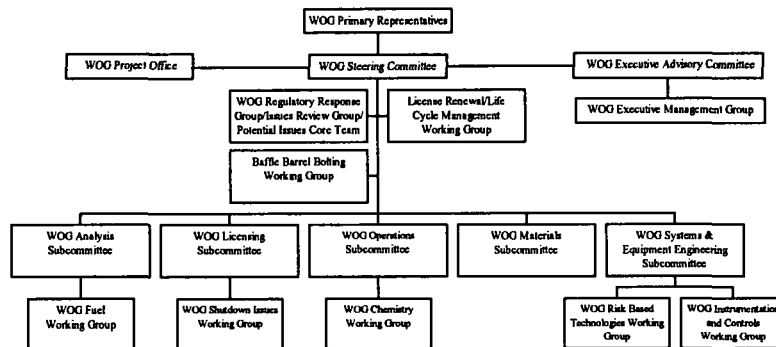 WOG Primary Representatives
WOG Project Office
WOG Steering Committee
WOG Executive Advisory Committee
WOG Executive Management Group
WOG Regulatory Response
Group/Issues Review Group/
Potential Issues Core Team
License Renewal/Life
Cycle Management
Working Group
Baffle Barrel Bolting
Working Group
WOG Analysis
Subcommittee
WOG Licensing
Subcommittee
WOG Operations
Subcommittee
WOG Materials
Subcommittee
WOG Systems &
Equipment Engineering
Subcommittee
WOG Fuel
Working Group
WOG Shutdown Issues
Working Group
WOG Chemistry
Working Group
WOG Risk Based
Technologies Working
Group
WOG Instrumentation
and Controls
Working Group